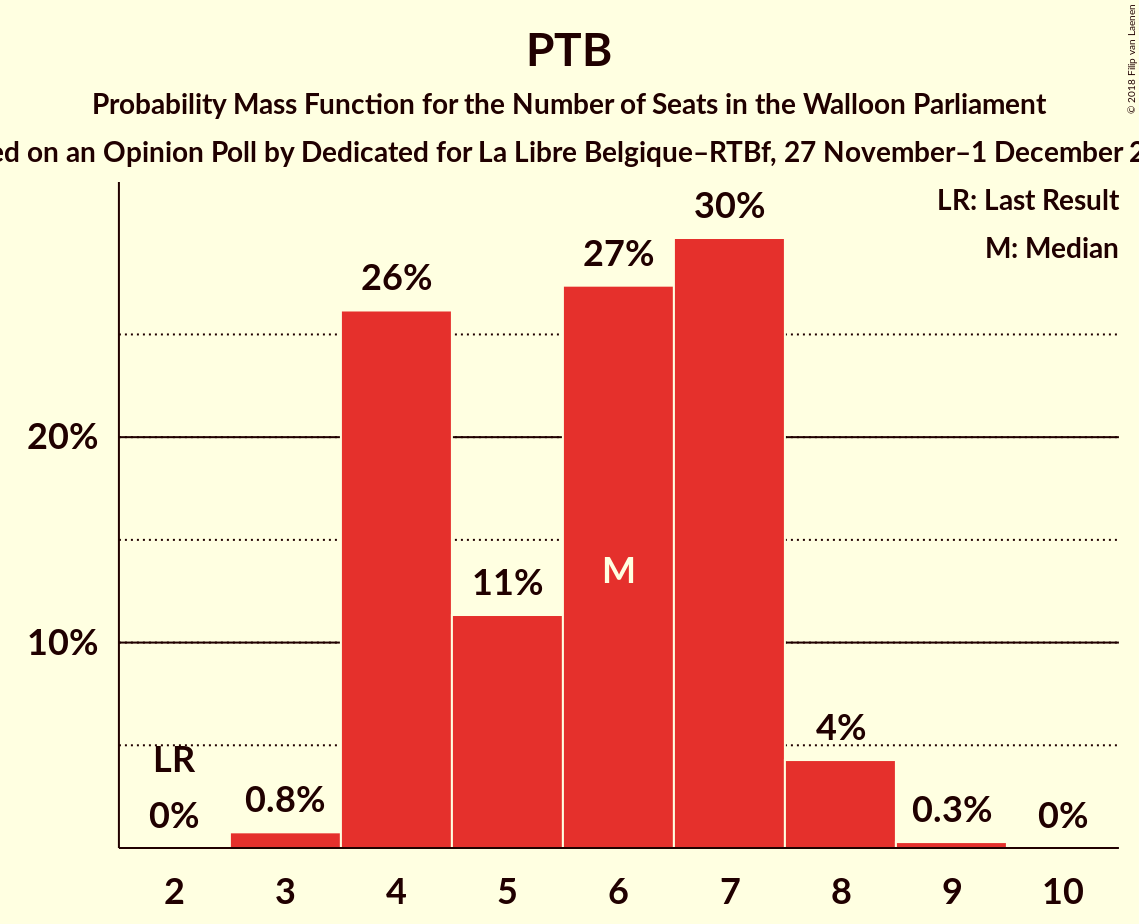 PTB
Probability Mass Function for the Number of Seats in the Walloon Parliament
ed on an Opinion Poll by Dedicated for La Libre Belgique–RTBf, 27 November–1 December 2
© 2018 Filip van Laenen
LR: Last Result
M: Median
30%
27%
26%
20%
M
11%
10%
4%
LR
0.8%
0.3%
0%
0%
2 3 4 5 6 7 8 9 10